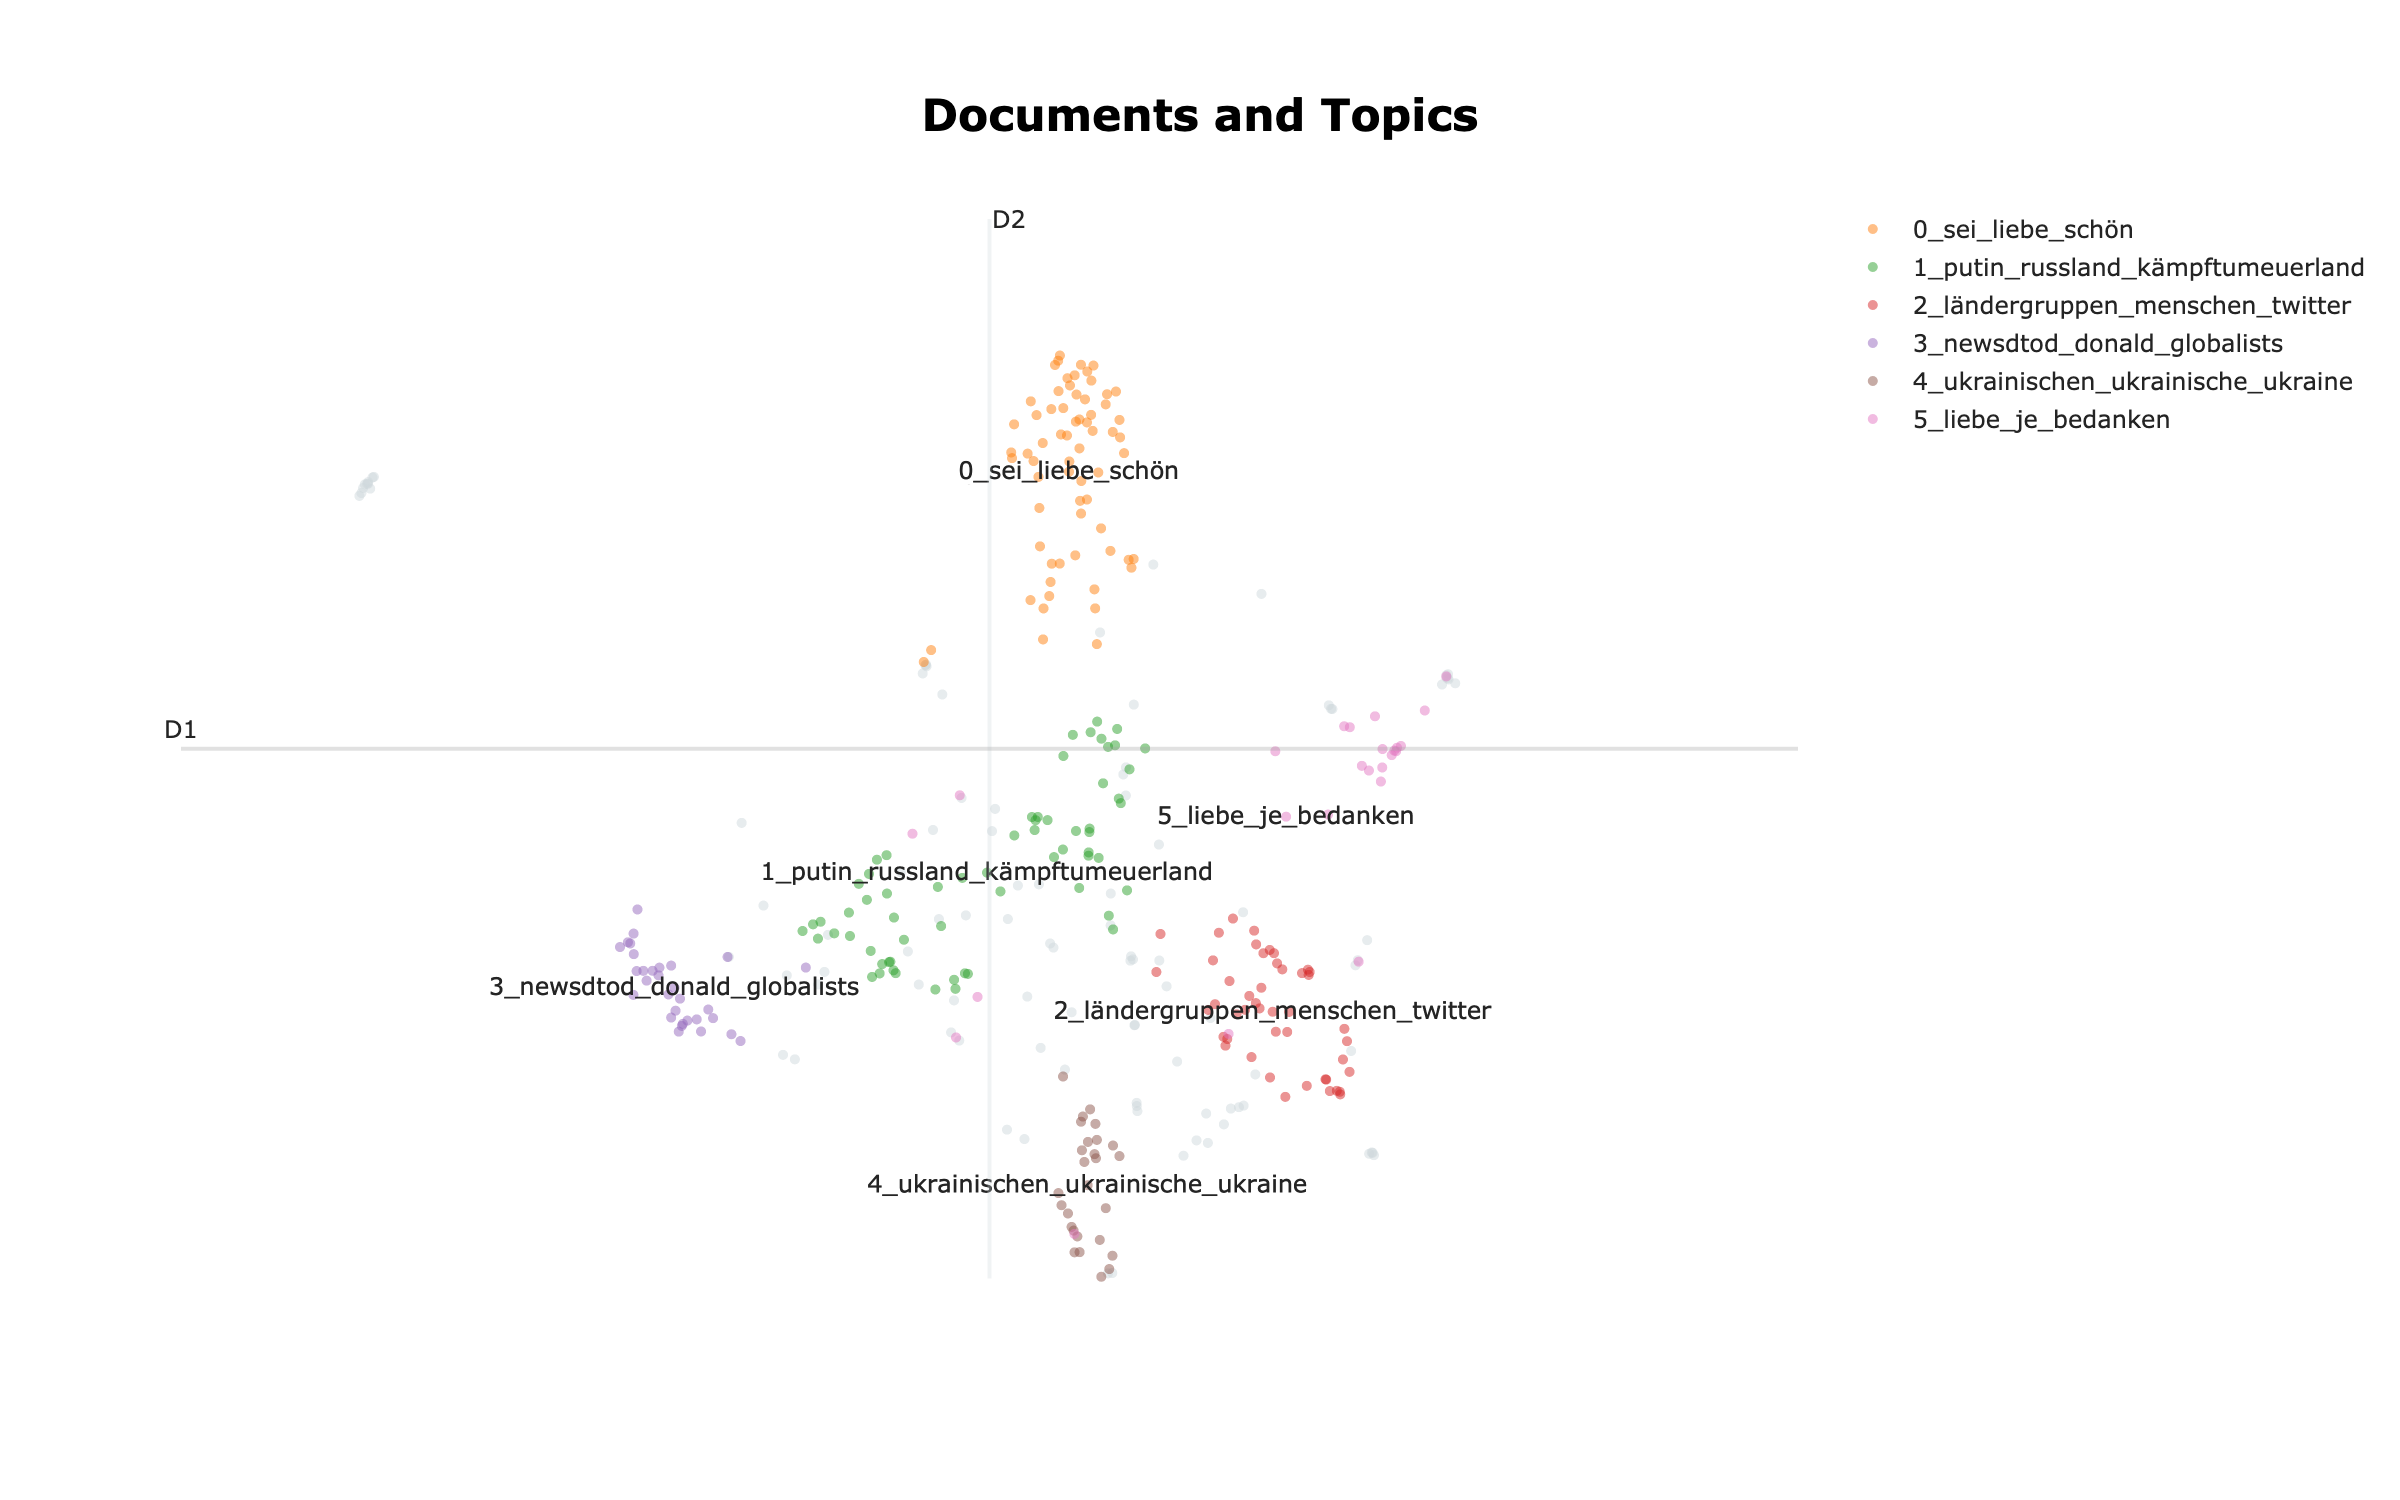 Documents and Topics
D2
0_sei_liebe_schön
1_putin_russland_kämpftumeuerland
2_ländergruppen_menschen_twitter
3_newsdtod_donald_globalists
4_ukrainischen_ukrainische_ukraine
5_liebe_je_bedanken
0_sei_liebe_schön
D1
5_liebe_je_bedanken
1_putin_russland_kämpftumeuerland
3_newsdtod_donald_globalists
2_ländergruppen_menschen_twitter
4_ukrainischen_ukrainische_ukraine